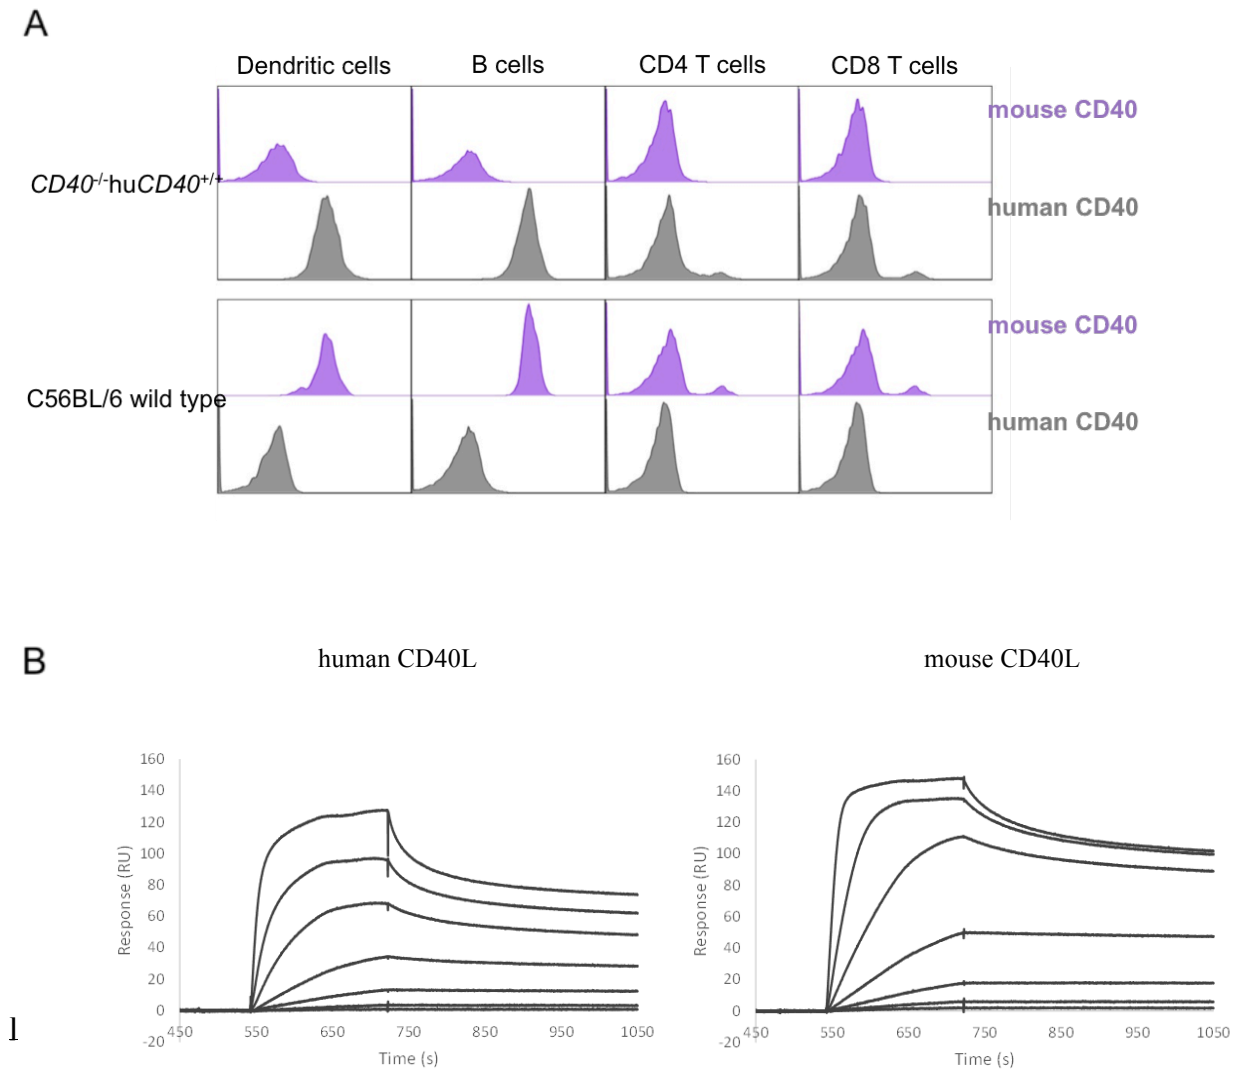 A
Dendritic cells B cells CD4 T cells CD8 T cells
mouse CD40
CD40-/-huCD40+/+
human CD40
mouse CD40
C56BL/6 wild type
human CD40
B
human CD40L
mouse CD40L
160
140
120
100
80
60
40
20
0
-20
Response (RU)
450 550 650 750 850 950 1050
Time (s)
160
140
120
100
80
60
40
20
0
-20
Response (RU)
450 550 650 750 850 950 1050
Time (s)
l